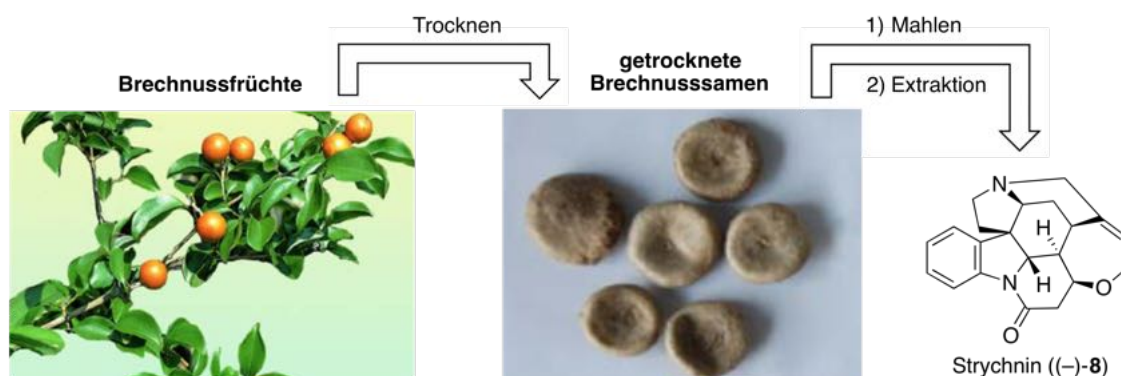 Trocknen
1) Mahlen
2) Extraktion
Brechnussfrüchte
getrocknete
Brechnusssamen
N
H
H
N
O
O
Strychnin ((–)-8)